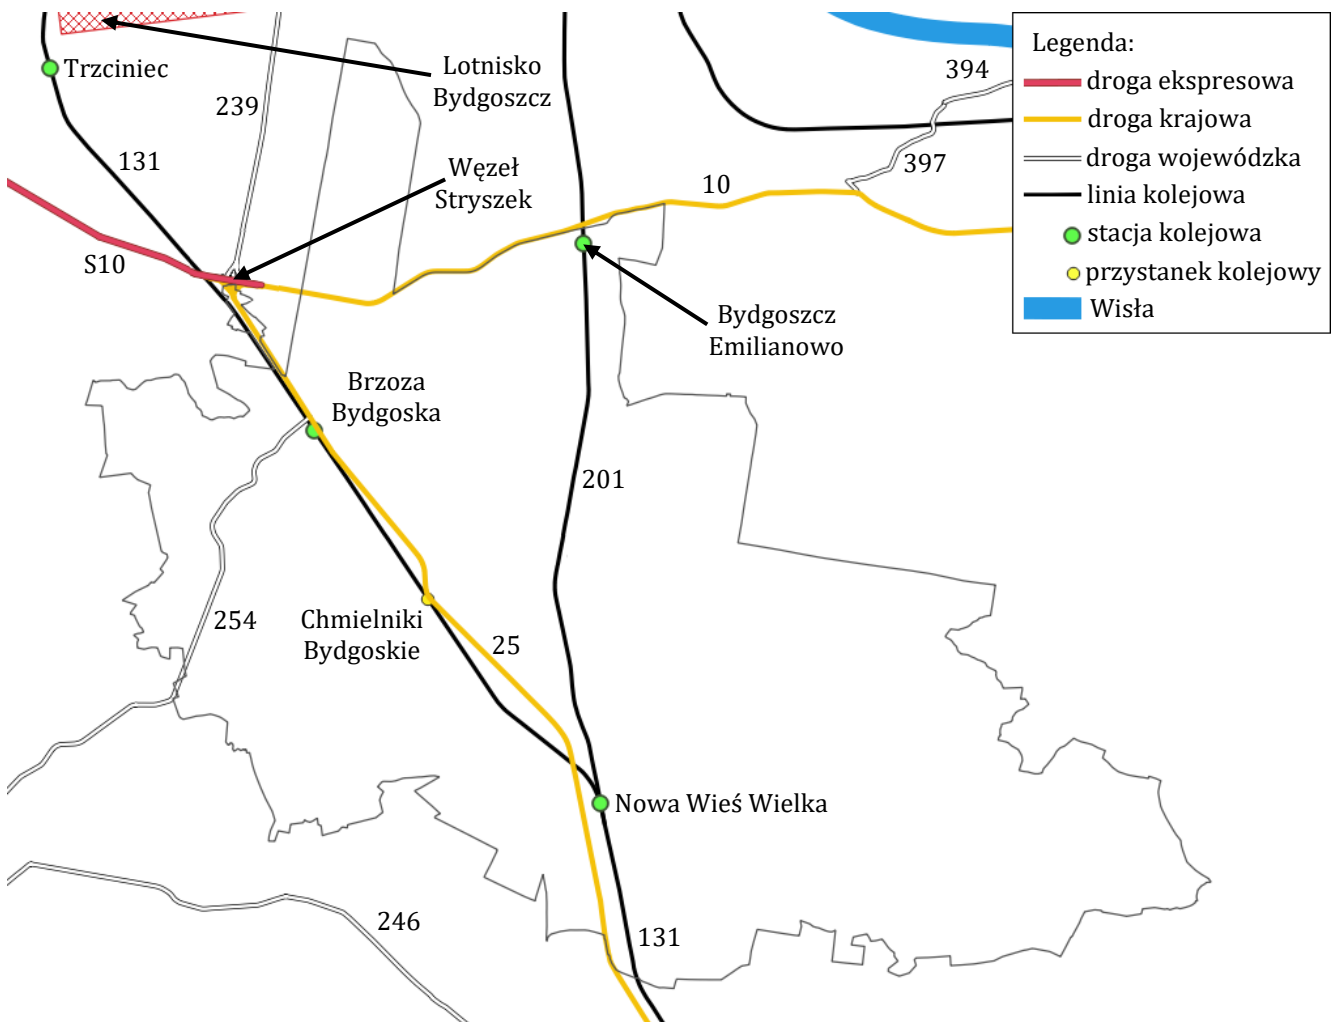 Legenda:
droga ekspresowa
droga krajowa
droga wojewódzka
linia kolejowa
stacja kolejowa
przystanek kolejowy
Wisła
Trzciniec
Lotnisko
Bydgoszcz
394
239
131
397
Węzeł
Stryszek
10
S10
Bydgoszcz
Emilianowo
Brzoza
Bydgoska
201
254
Chmielniki
Bydgoskie
25
Nowa Wieś Wielka
246
131